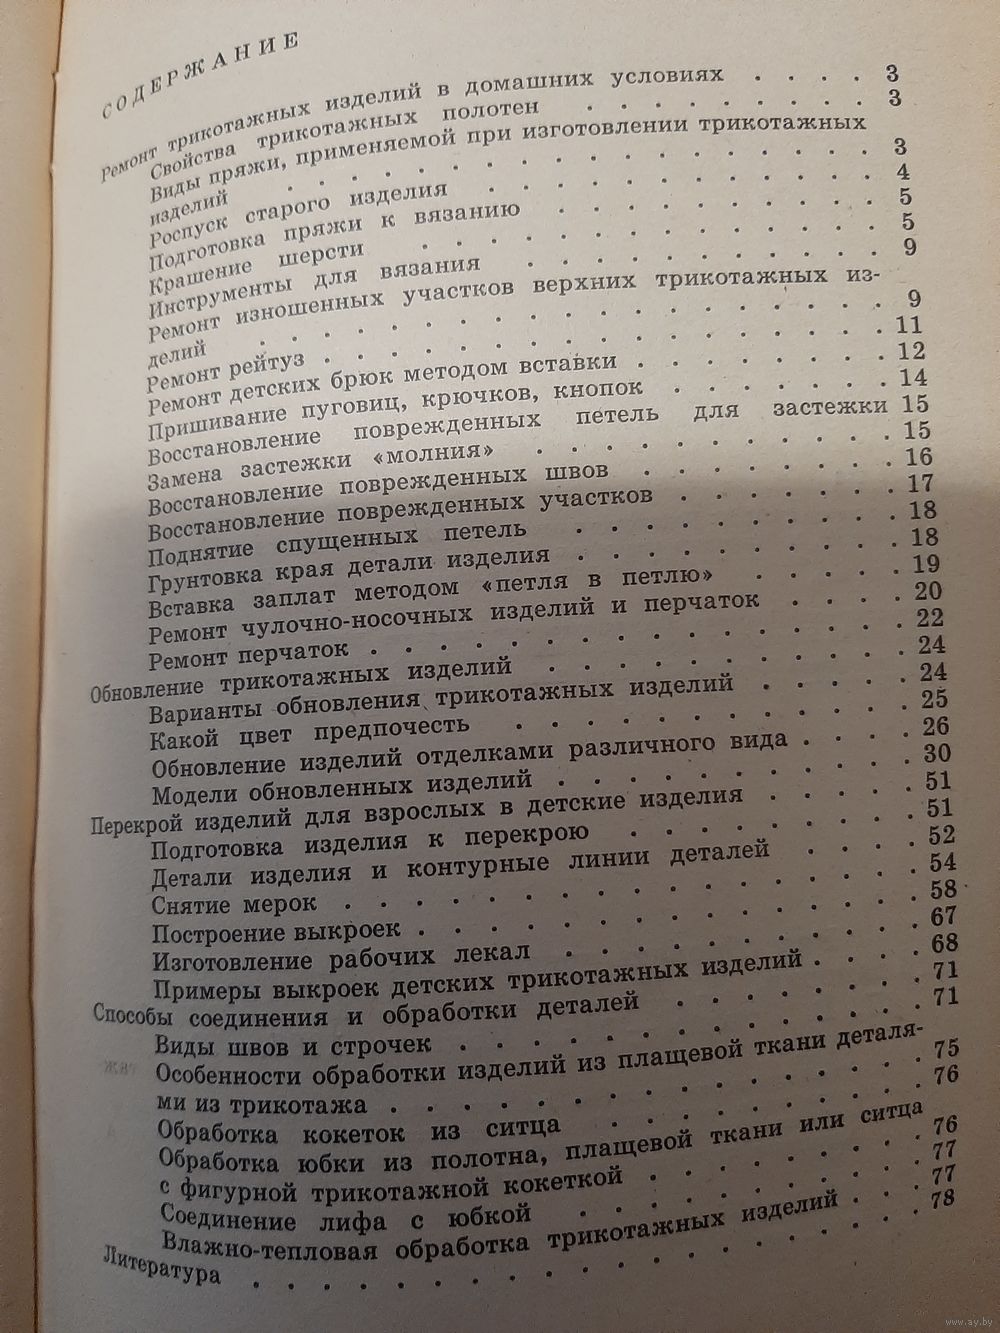 СОДЕРЖАНИЕ
Ремонт трикотажных изделий в домашних условиях . . . . 3
Свойства трикотажных полотен . . . . . . . . . 3
Виды пряжи, применяемой при изготовлении трикотажных
изделий . . . . . . . . . . . . . . . 3
Роспуск старого изделия . . . . . . . . . . . 4
Подготовка пряжи к вязанию . . . . . . . . . 5
Крашение шерсти . . . . . . . . . . . . . 5
Инструменты для вязания . . . . . . . . . . 9
Ремонт изношенных участков верхних трикотажных из-
делий . . . . . . . . . . . . . . . . 9
Ремонт рейтуз . . . . . . . . . . . . . . 11
Ремонт детских брюк методом вставки . . . . . . . 12
Пришивание пуговиц, крючков, кнопок . . . . . . 14
Восстановление поврежденных петель для застежки 15
Замена застежки «молния» . . . . . . . . . . 15
Восстановление поврежденных швов . . . . . . . 16
Восстановление поврежденных участков . . . . . . 17
Поднятие спущенных петель . . . . . . . . . 18
Грунтовка края детали изделия . . . . . . . . . 18
Вставка заплат методом «петля в петлю» . . . . . 19
Ремонт чулочно-носочных изделий и перчаток . . . . 20
Ремонт перчаток . . . . . . . . . . . . . . 22
Обновление трикотажных изделий . . . . . . . . . 24
Варианты обновления трикотажных изделий . . . . . 24
Какой цвет предпочесть . . . . . . . . . . . 25
Обновление изделий отделками различного вида . . . . 26
Модели обновленных изделий . . . . . . . . . 30
Перекрой изделий для взрослых в детские изделия . . . . . 51
Подготовка изделия к перекрою . . . . . . . . 51
Детали изделия и контурные линии деталей . . . . 52
Снятие мерок . . . . . . . . . . . . . . . 54
Построение выкроек . . . . . . . . . . . . . 58
Изготовление рабочих лекал . . . . . . . . . 67
Примеры выкроек детских трикотажных изделий . . . . 68
Способы соединения и обработки деталей . . . . . . . 71
Виды швов и строчек . . . . . . . . . . . . 71
Особенности обработки изделий из плащевой ткани деталя-
ми из трикотажа . . . . . . . . . . . . . . 75
Обработка кокеток из ситца . . . . . . . . . 76
Обработка юбки из полотна, плащевой ткани или ситца
с фигурной трикотажной кокеткой . . . . . . . . 76
Соединение лифа с юбкой . . . . . . . . . . 77
Влажно-тепловая обработка трикотажных изделий . . . 77
Литература . . . . . . . . . . . . . . . . . 78
www.ay.by